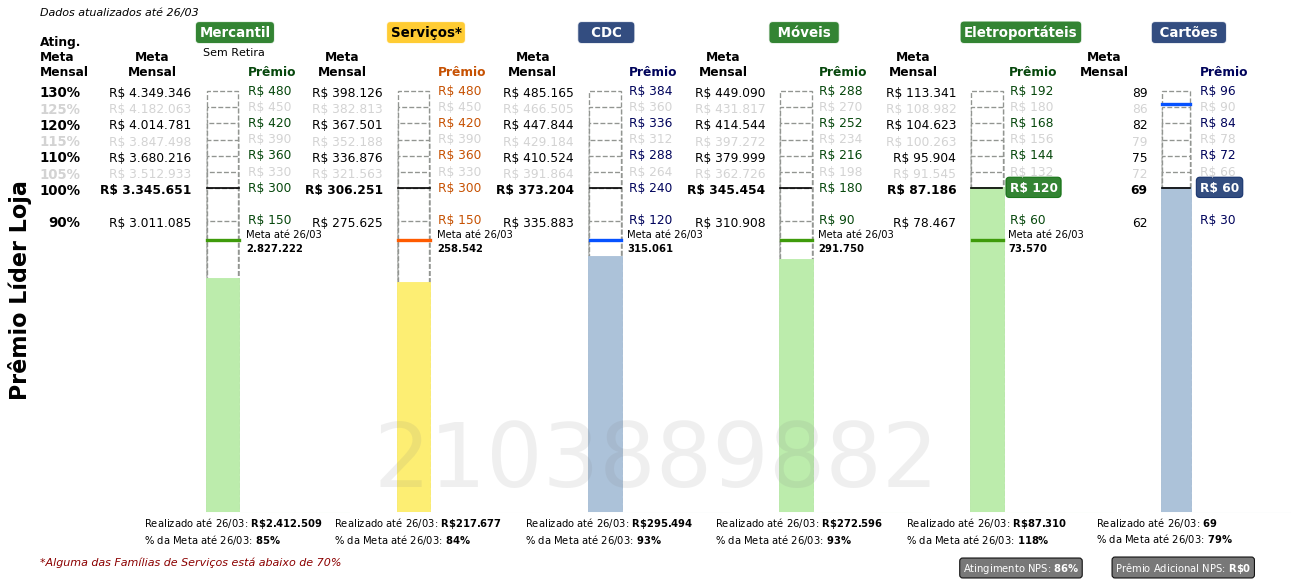 Dados atualizados até 26/03
Mercantil Serviços* CDC Móveis Eletroportáteis Cartões
Sem Retira
Ating. Meta Mensal
Meta Mensal Prêmio Meta Mensal Prêmio Meta Mensal Prêmio Meta Mensal Prêmio Meta Mensal Prêmio Meta Mensal Prêmio
130% R$ 4.349.346 R$ 480 R$ 398.126 R$ 480 R$ 485.165 R$ 384 R$ 449.090 R$ 288 R$ 113.341 R$ 192 89 R$ 96
125% R$ 4.182.063 R$ 450 R$ 382.813 R$ 450 R$ 466.505 R$ 360 R$ 431.817 R$ 270 R$ 108.982 R$ 180 86 R$ 90
120% R$ 4.014.781 R$ 420 R$ 367.501 R$ 420 R$ 447.844 R$ 336 R$ 414.544 R$ 252 R$ 104.623 R$ 168 82 R$ 84
115% R$ 3.847.498 R$ 390 R$ 352.188 R$ 390 R$ 429.184 R$ 312 R$ 397.272 R$ 234 R$ 100.263 R$ 156 79 R$ 78
110% R$ 3.680.216 R$ 360 R$ 336.876 R$ 360 R$ 410.524 R$ 288 R$ 379.999 R$ 216 R$ 95.904 R$ 144 75 R$ 72
105% R$ 3.512.933 R$ 330 R$ 321.563 R$ 330 R$ 391.864 R$ 264 R$ 362.726 R$ 198 R$ 91.545 R$ 132 72 R$ 66
100% R$ 3.345.651 R$ 300 R$ 306.251 R$ 300 R$ 373.204 R$ 240 R$ 345.454 R$ 180 R$ 87.186 R$ 120 69 R$ 60
90% R$ 3.011.085 R$ 150 R$ 275.625 R$ 150 R$ 335.883 R$ 120 R$ 310.908 R$ 90 R$ 78.467 R$ 60 62 R$ 30
Meta até 26/03 Meta até 26/03 Meta até 26/03 Meta até 26/03 Meta até 26/03
2.827.222 258.542 315.061 291.750 73.570
Prêmio Líder Loja
2103889882
Realizado até 26/03: R$2.412.509 Realizado até 26/03: R$217.677 Realizado até 26/03: R$295.494 Realizado até 26/03: R$272.596 Realizado até 26/03: R$87.310 Realizado até 26/03: 69
% da Meta até 26/03: 85% % da Meta até 26/03: 84% % da Meta até 26/03: 93% % da Meta até 26/03: 93% % da Meta até 26/03: 118% % da Meta até 26/03: 79%
*Alguma das Famílias de Serviços está abaixo de 70%
Atingimento NPS: 86% Prêmio Adicional NPS: R$0